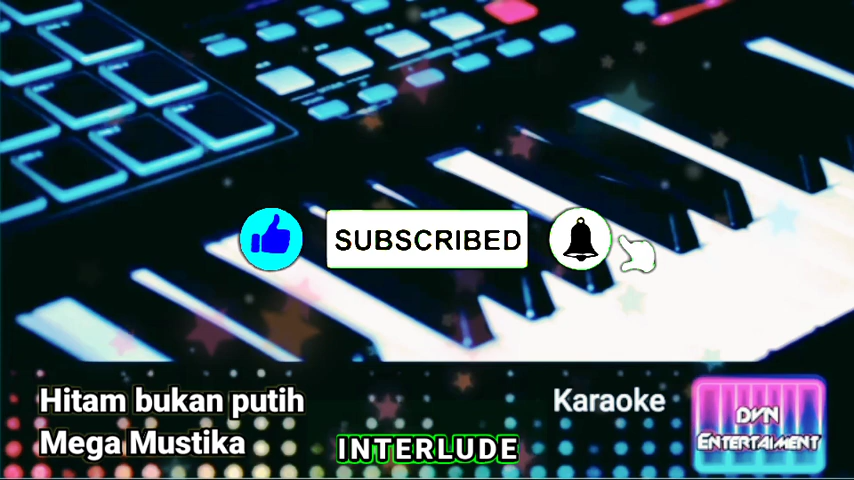 SUBSCRIBED
Hitam bukan putih
Mega Mustika
INTERLUDE
Karaoke
DVN
ENTERTAIMENT